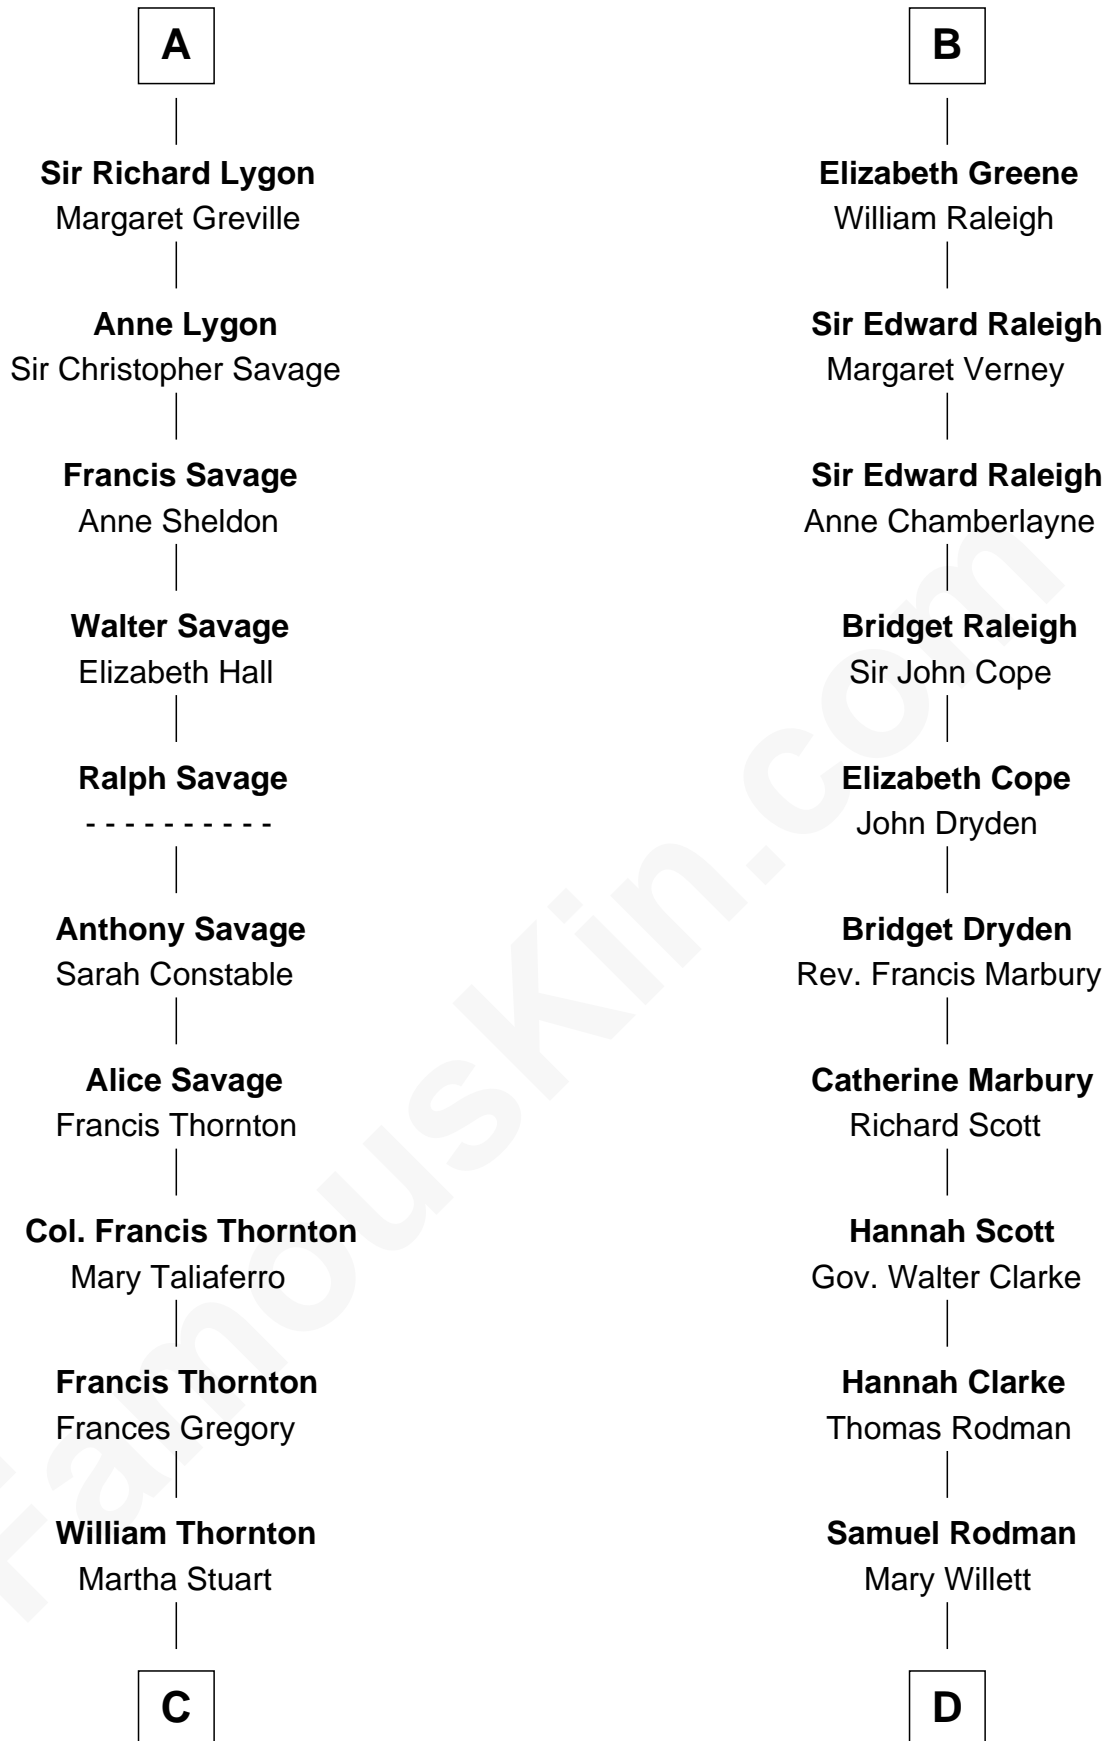 A
Sir Richard Lygon
Margaret Greville
Anne Lygon
Sir Christopher Savage
Francis Savage
Anne Sheldon
Walter Savage
Elizabeth Hall
Ralph Savage
- - - - - - - - - -
Anthony Savage
Sarah Constable
Alice Savage
Francis Thornton
Col. Francis Thornton
Mary Taliaferro
Francis Thornton
Frances Gregory
William Thornton
Martha Stuart
C
B
Elizabeth Greene
William Raleigh
Sir Edward Raleigh
Margaret Verney
Sir Edward Raleigh
Anne Chamberlayne
Bridget Raleigh
Sir John Cope
Elizabeth Cope
John Dryden
Bridget Dryden
Rev. Francis Marbury
Catherine Marbury
Richard Scott
Hannah Scott
Gov. Walter Clarke
Hannah Clarke
Thomas Rodman
Samuel Rodman
Mary Willett
D
FamousKin.com